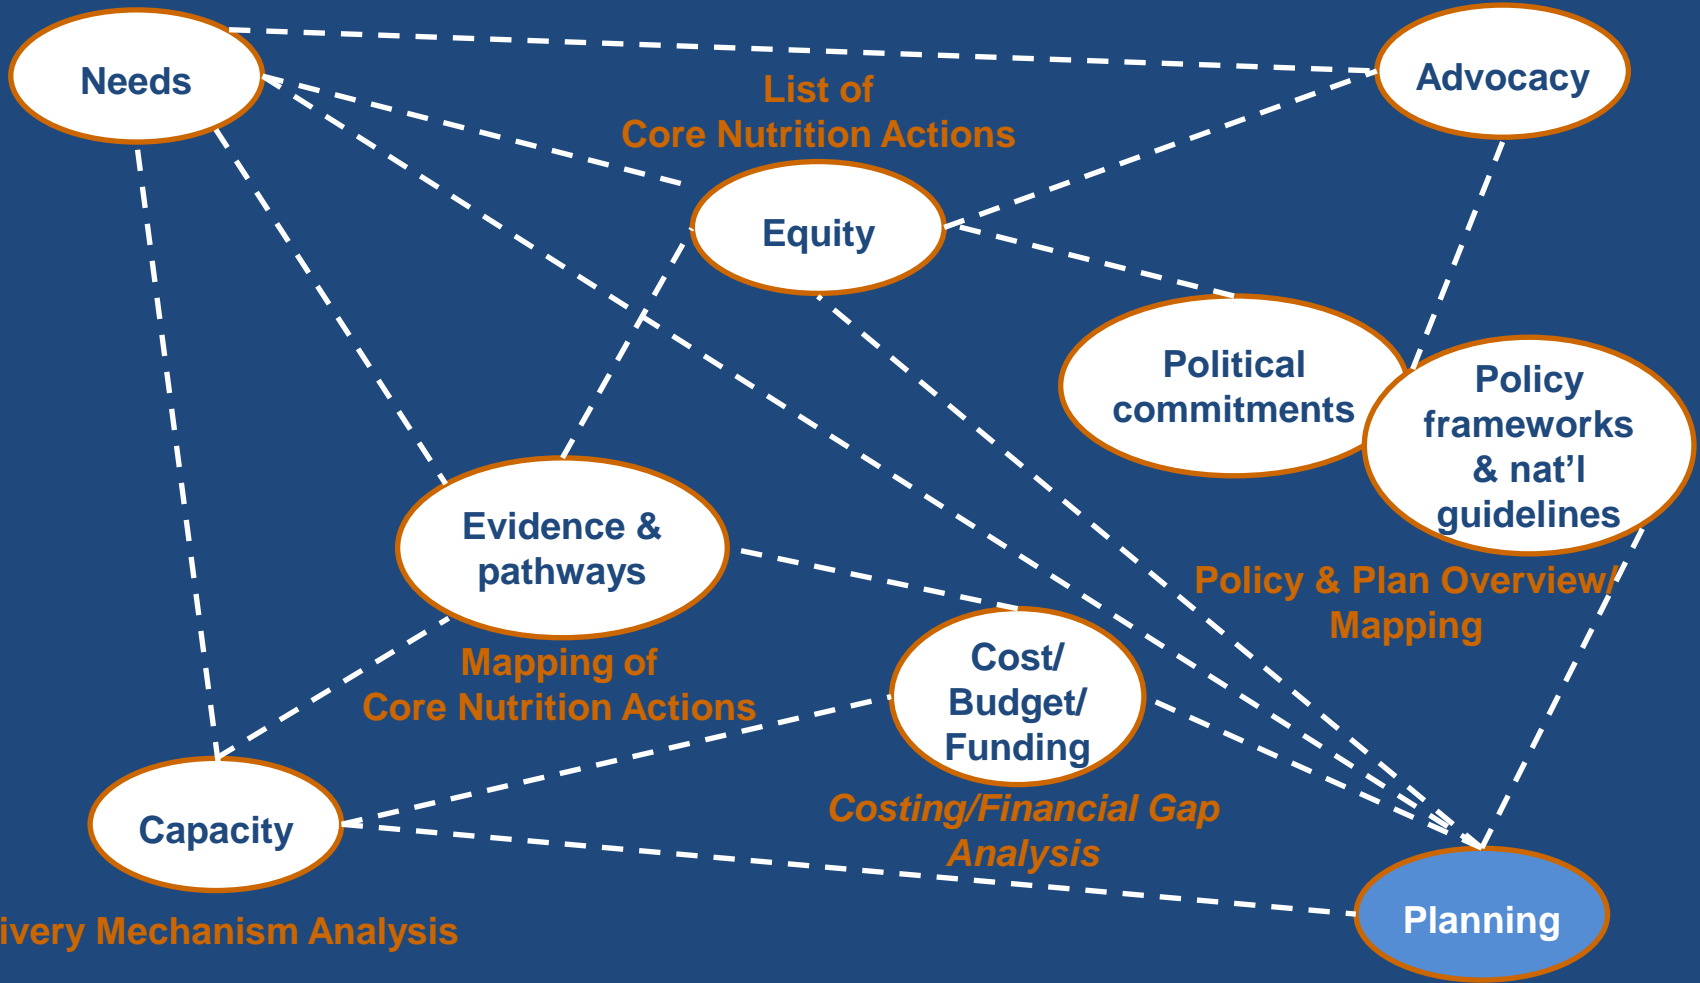 Needs
Advocacy
List of
Core Nutrition Actions
Equity
Political
commitments
Policy
frameworks
& nat’l
guidelines
Evidence &
pathways
Policy & Plan Overview/
Mapping
Mapping of
Core Nutrition Actions
Cost/
Budget/
Funding
Costing/Financial Gap
Analysis
Capacity
Planning
ivery Mechanism Analysis